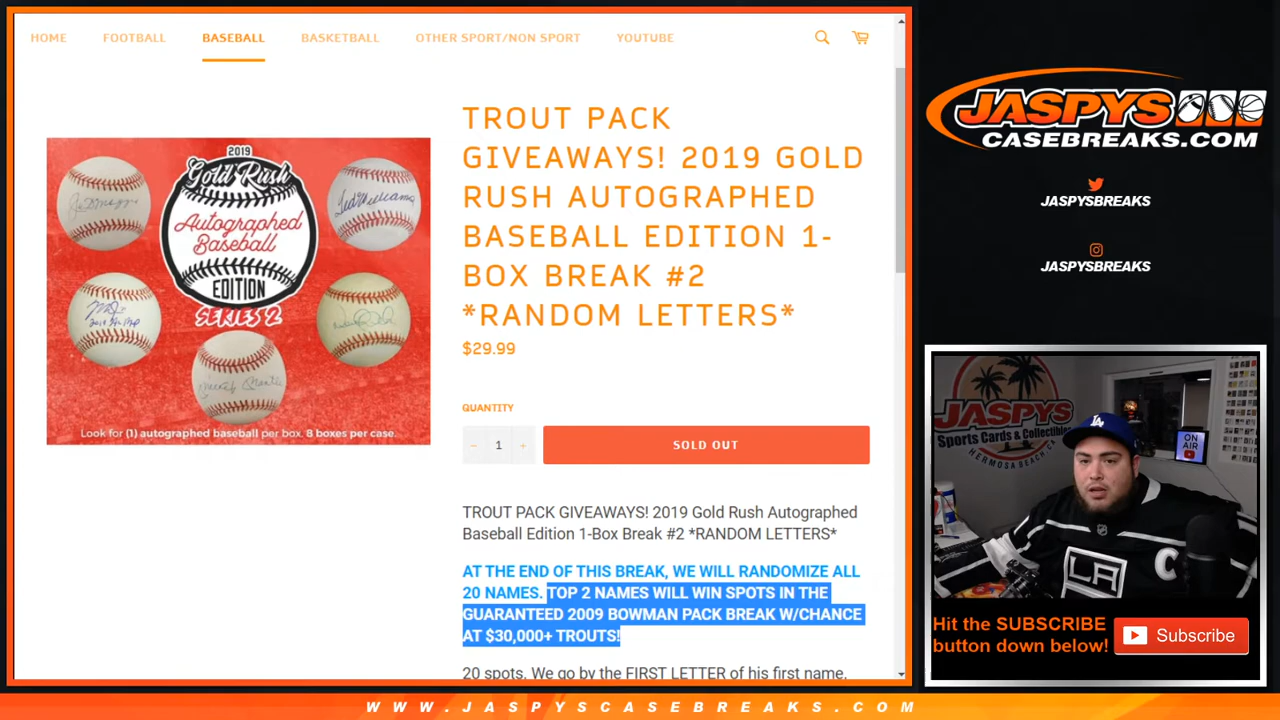 HOME
FOOTBALL
BASEBALL
BASKETBALL
OTHER SPORT/NON SPORT
YOUTUBE
2019
Gold Rush
Autographed
Baseball
EDITION
SERIES 2
Look for (1) autographed baseball per box. 8 boxes per case.
TROUT PACK
GIVEAWAYS! 2019 GOLD
RUSH AUTOGRAPHED
BASEBALL EDITION 1-
BOX BREAK #2
*RANDOM LETTERS*
$29.99
QUANTITY
− 1 +
SOLD OUT
TROUT PACK GIVEAWAYS! 2019 Gold Rush Autographed
Baseball Edition 1-Box Break #2 *RANDOM LETTERS*
AT THE END OF THIS BREAK, WE WILL RANDOMIZE ALL
20 NAMES. TOP 2 NAMES WILL WIN SPOTS IN THE
GUARANTEED 2009 BOWMAN PACK BREAK W/CHANCE
AT $30,000+ TROUTS!
20 spots. We go by the FIRST LETTER of his first name.
JASPYS
CASEBREAKS.COM
JASPYSBREAKS
JASPYSBREAKS
JASPYS
Sports Cards & Collectibles
HERMOSA BEACH, CA
ON
AIR
LA
LA
C
Hit the SUBSCRIBE
button down below!
Subscribe
WWW.JASPYSCASEBREAKS.COM